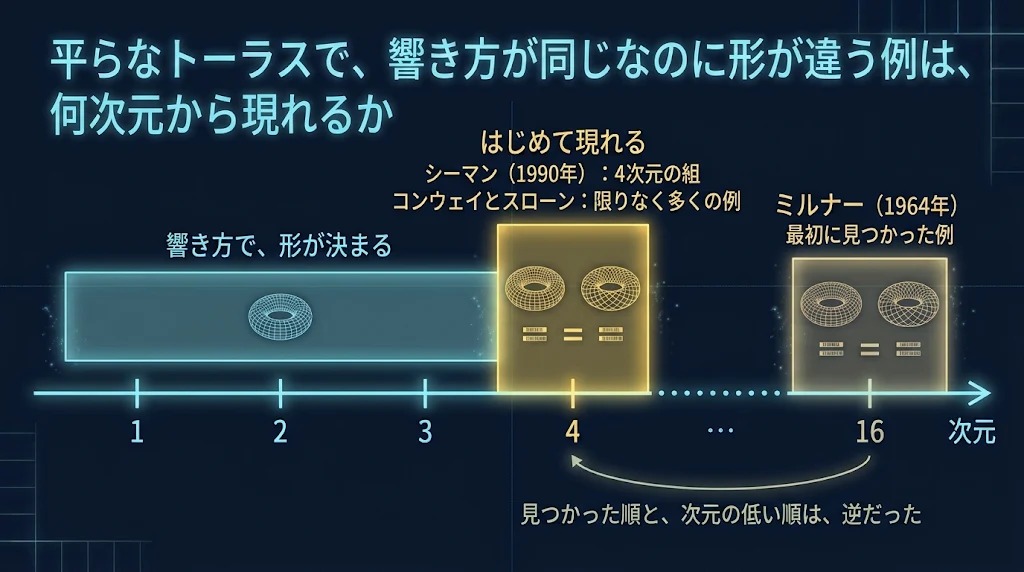 平らなトーラスで、響き方が同じなのに形が違う例は、
何次元から現れるか
はじめて現れる
シーマン（1990年）：4次元の組
コンウェイとスローン：限りなく多くの例
ミルナー（1964年）
最初に見つかった例
響き方で、形が決まる
=
=
1
2
3
4
…
16
次元
見つかった順と、次元の低い順は、逆だった